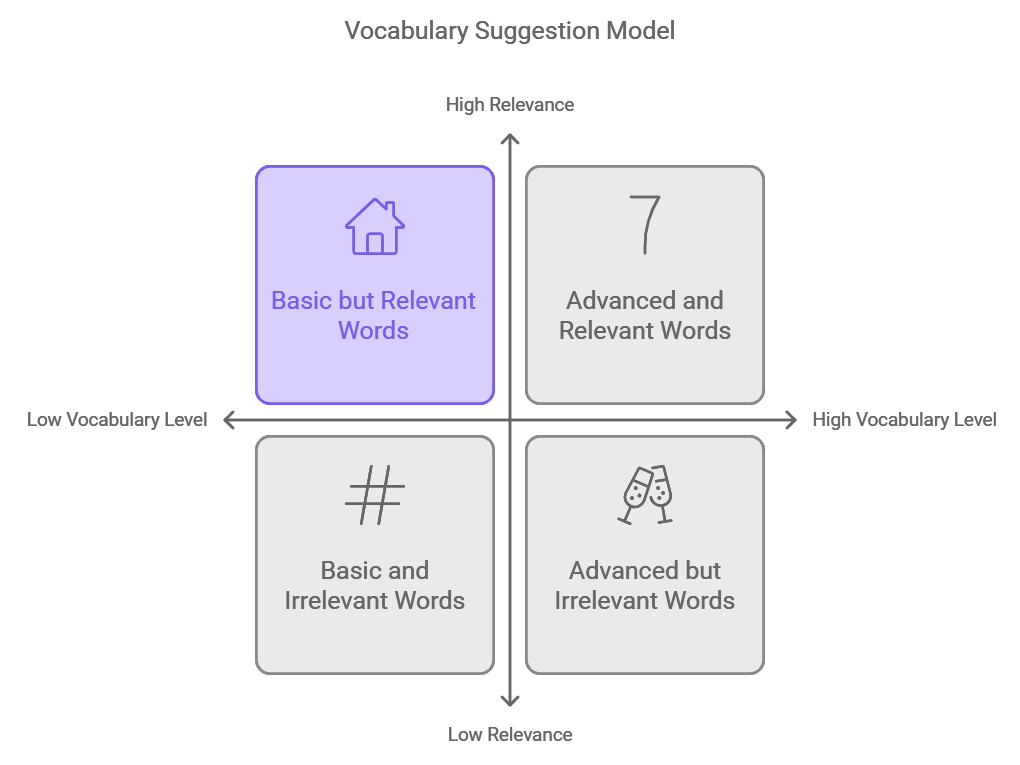 Vocabulary Suggestion Model
High Relevance
7
Basic but Relevant
Words
Advanced and
Relevant Words
Low Vocabulary Level
High Vocabulary Level
#
Basic and
Irrelevant Words
Advanced but
Irrelevant Words
Low Relevance